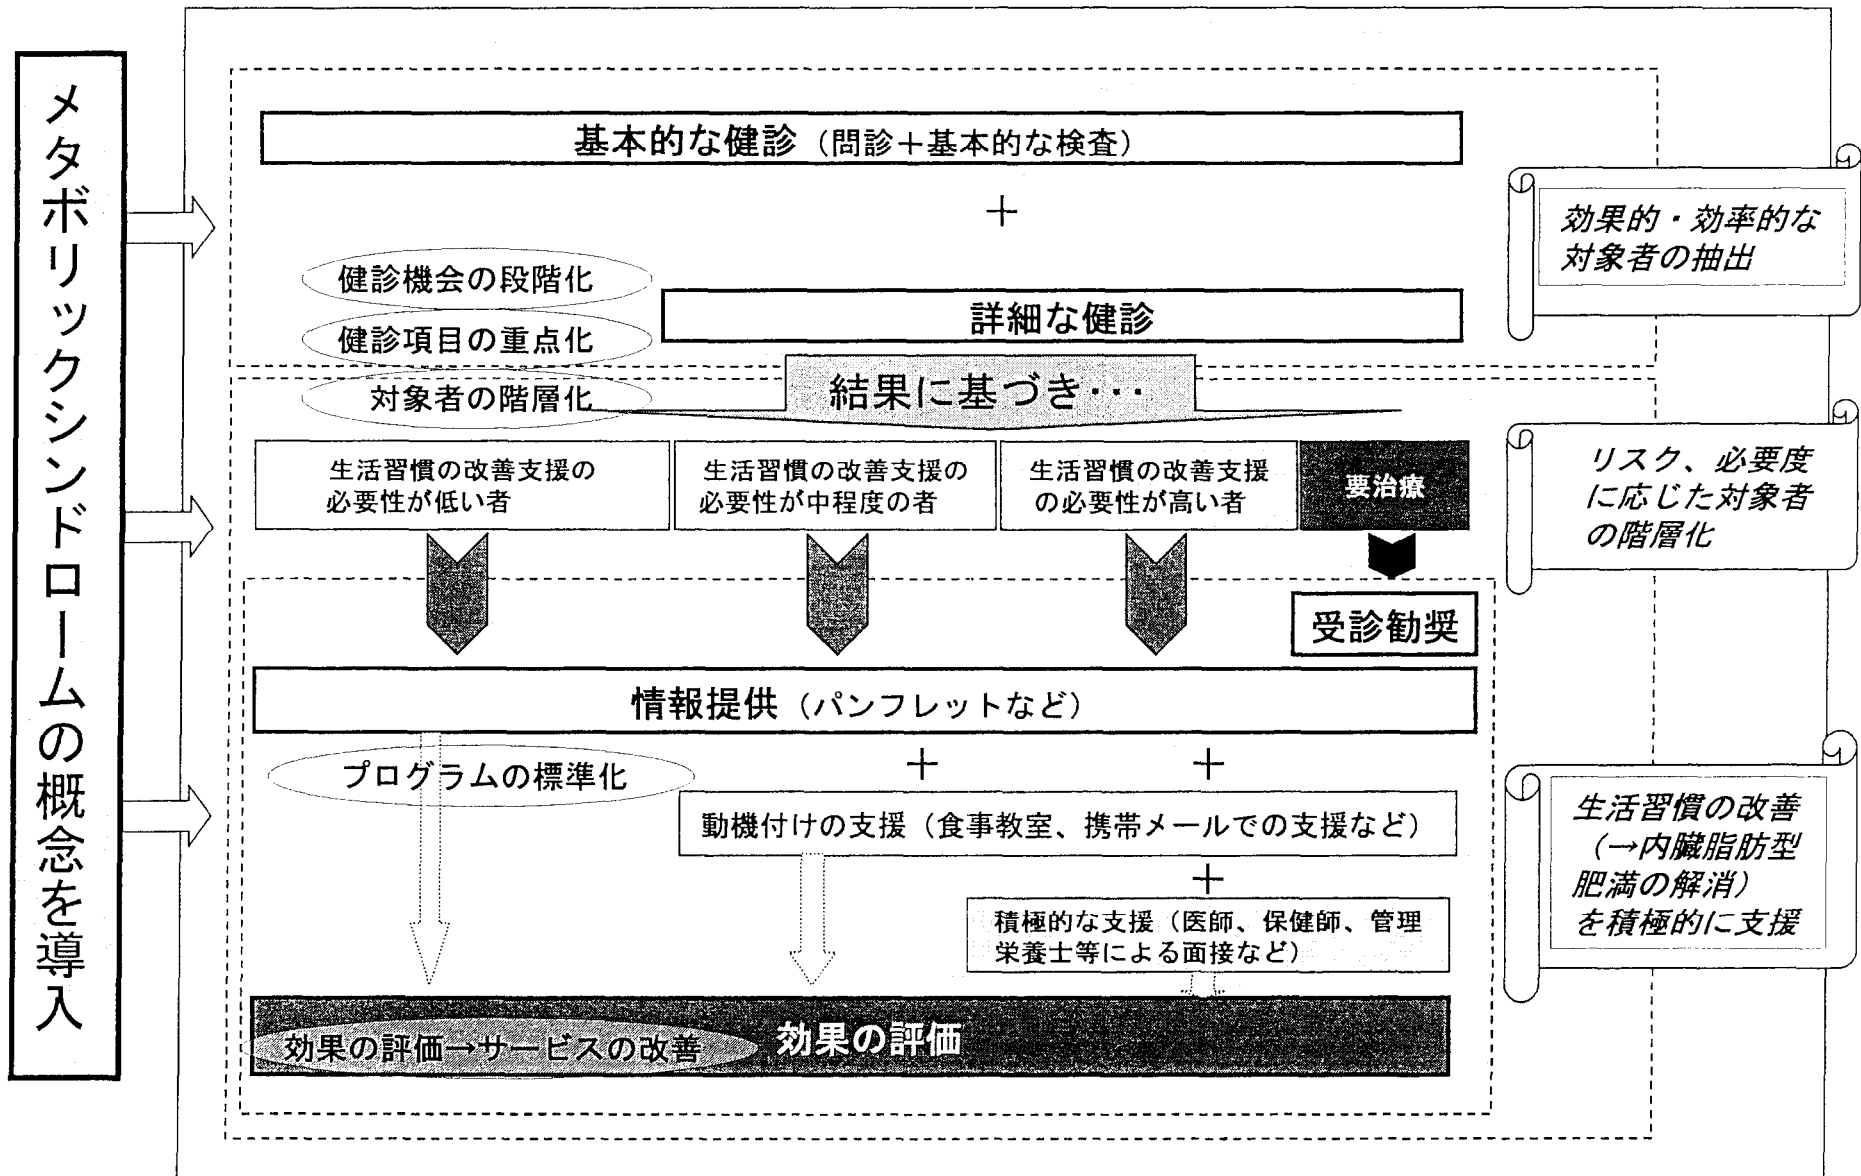 メタボリックシンドロームの概念を導入
基本的な健診（問診＋基本的な検査）
＋
健診機会の段階化
健診項目の重点化
詳細な健診
効果的・効率的な
対象者の抽出
対象者の階層化
結果に基づき・・・
生活習慣の改善支援の
必要性が低い者
生活習慣の改善支援の
必要性が中程度の者
生活習慣の改善支援
の必要性が高い者
要治療
リスク、必要度
に応じた対象者
の階層化
受診勧奨
情報提供（パンフレットなど）
プログラムの標準化
＋
＋
動機付けの支援（食事教室、携帯メールでの支援など）
＋
積極的な支援（医師、保健師、管理
栄養士等による面接など）
生活習慣の改善
（→内臓脂肪型
肥満の解消）
を積極的に支援
効果の評価→サービスの改善
効果の評価